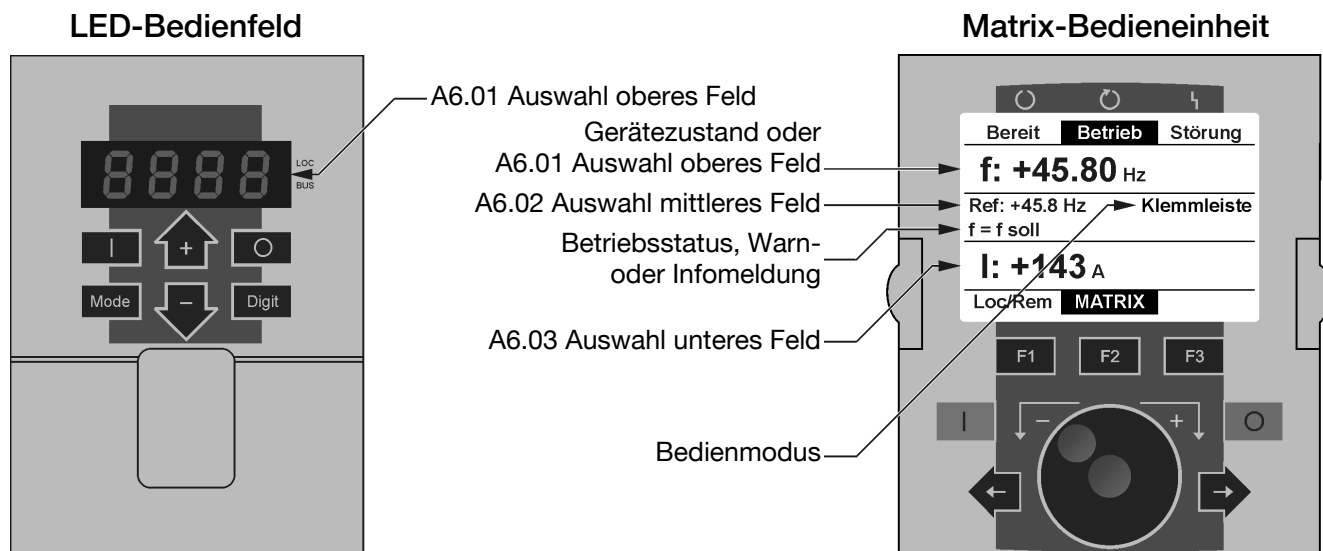 LED-Bedienfeld
8888
LOC
BUS
I
+
O
Mode
−
Digit
A6.01 Auswahl oberes Feld
Gerätezustand oder
A6.01 Auswahl oberes Feld
A6.02 Auswahl mittleres Feld
Betriebsstatus, Warn-
oder Infomeldung
A6.03 Auswahl unteres Feld
Bedienmodus
Matrix-Bedieneinheit
Bereit Betrieb Störung
f: +45.80 Hz
Ref: +45.8 Hz Klemmleiste
f = f soll
I: +143 A
Loc/Rem MATRIX
F1 F2 F3
I − + O